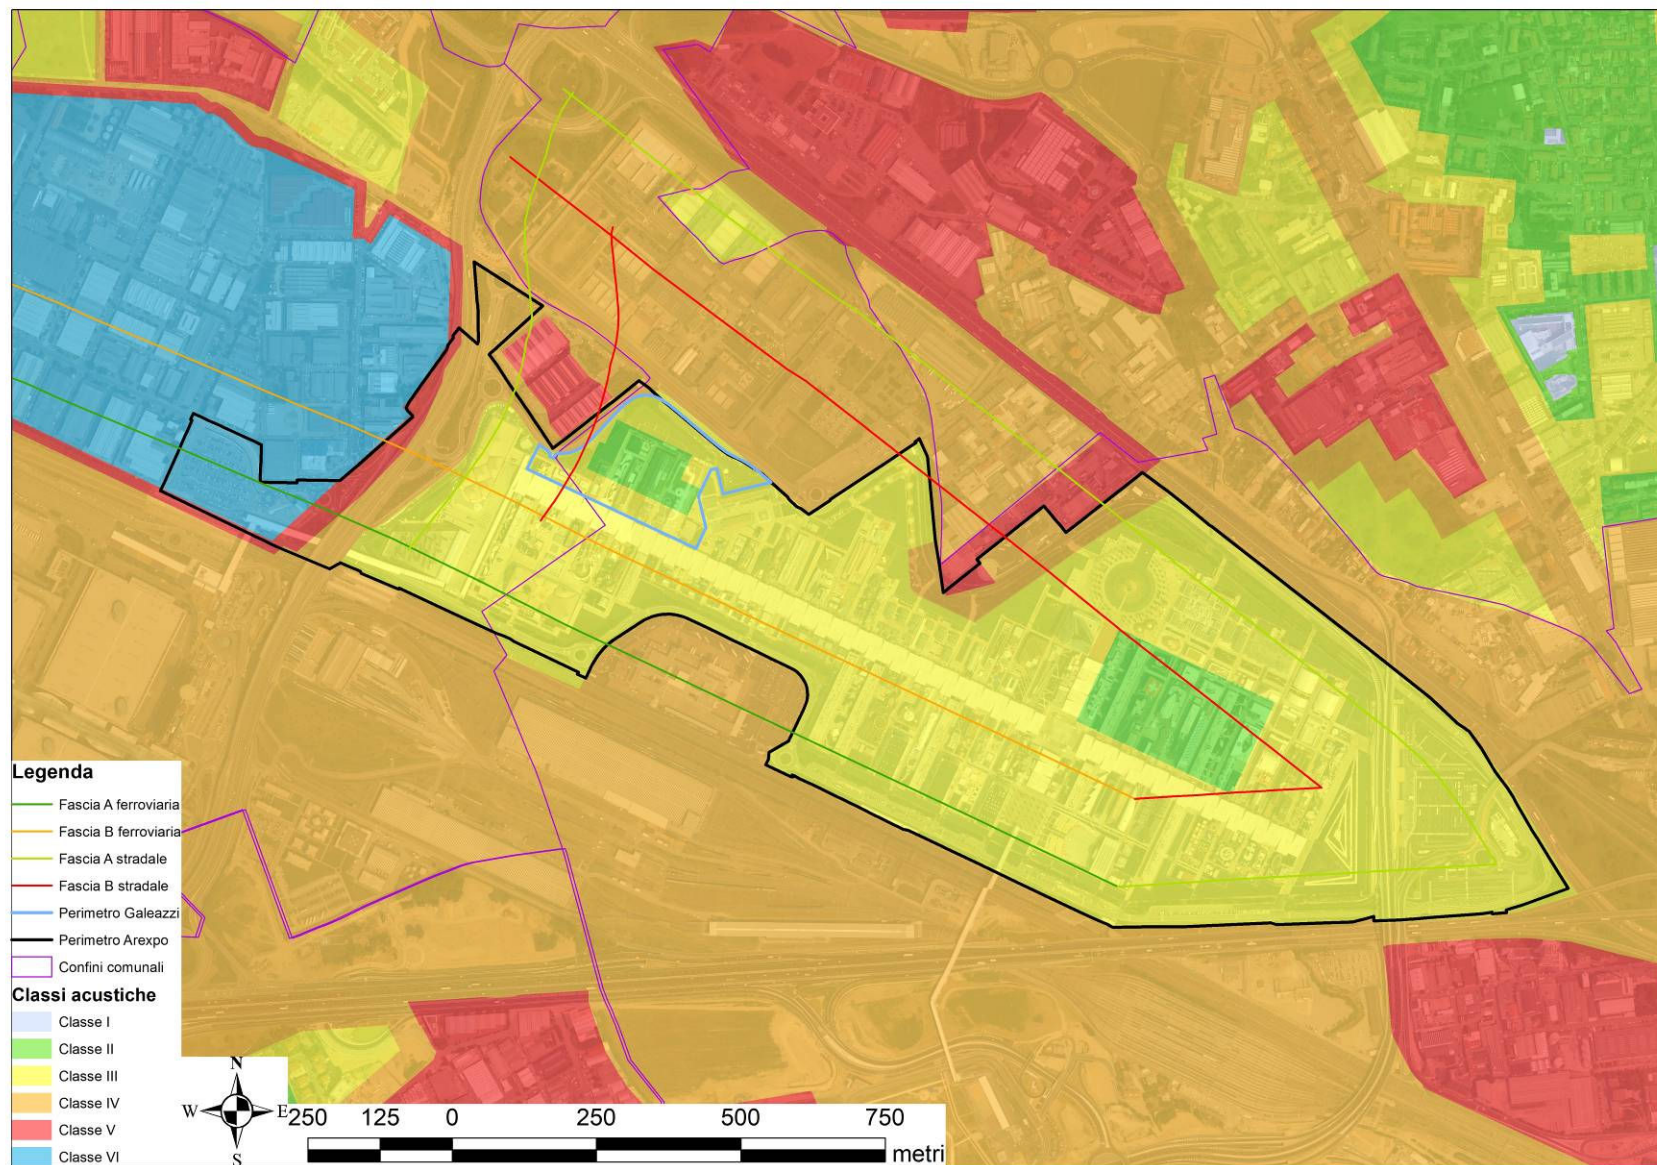 Legenda
Fascia A ferroviaria
Fascia B ferroviaria
Fascia A stradale
Fascia B stradale
Perimetro Galeazzi
Perimetro Arexpo
Confini comunali
Classi acustiche
Classe I
Classe II
Classe III
Classe IV
Classe V
Classe VI
N
W E
S
250 125 0 250 500 750
metri